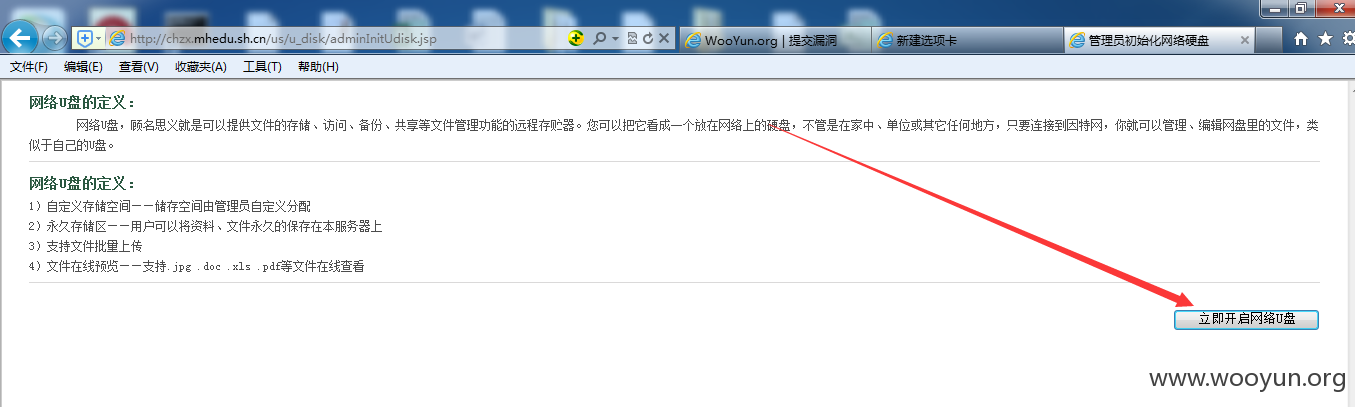 http://chzx.mhedu.sh.cn/us/u_disk/adminInitUdisk.jsp
WooYun.org | 提交漏洞
新建选项卡
管理员初始化网络硬盘
文件(F) 编辑(E) 查看(V) 收藏夹(A) 工具(T) 帮助(H)
网络U盘的定义：
网络U盘，顾名思义就是可以提供文件的存储、访问、备份、共享等文件管理功能的远程存贮器。您可以把它看成一个放在网络上的硬盘，不管是在家中、单位或其它任何地方，只要连接到因特网，你就可以管理、编辑网盘里的文件，类
似于自己的U盘。
网络U盘的定义：
1）自定义存储空间——储存空间由管理员自定义分配
2）永久存储区——用户可以将资料、文件永久的保存在本服务器上
3）支持文件批量上传
4）文件在线预览——支持.jpg .doc .xls .pdf等文件在线查看
立即开启网络U盘
www.wooyun.org